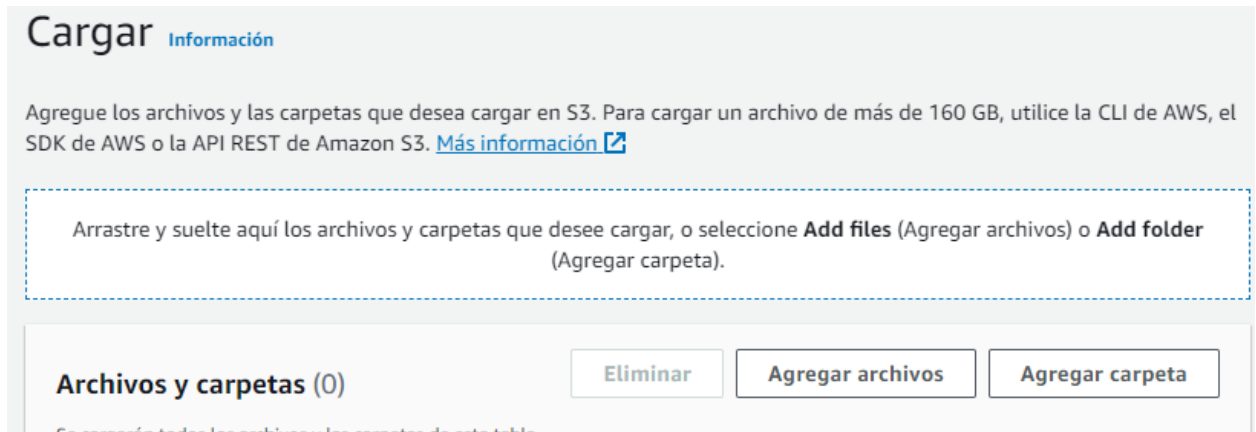 Cargar Información
Agregue los archivos y las carpetas que desea cargar en S3. Para cargar un archivo de más de 160 GB, utilice la CLI de AWS, el
SDK de AWS o la API REST de Amazon S3. Más información
Arrastre y suelte aquí los archivos y carpetas que desee cargar, o seleccione Add files (Agregar archivos) o Add folder
(Agregar carpeta).
Archivos y carpetas (0) Eliminar Agregar archivos Agregar carpeta